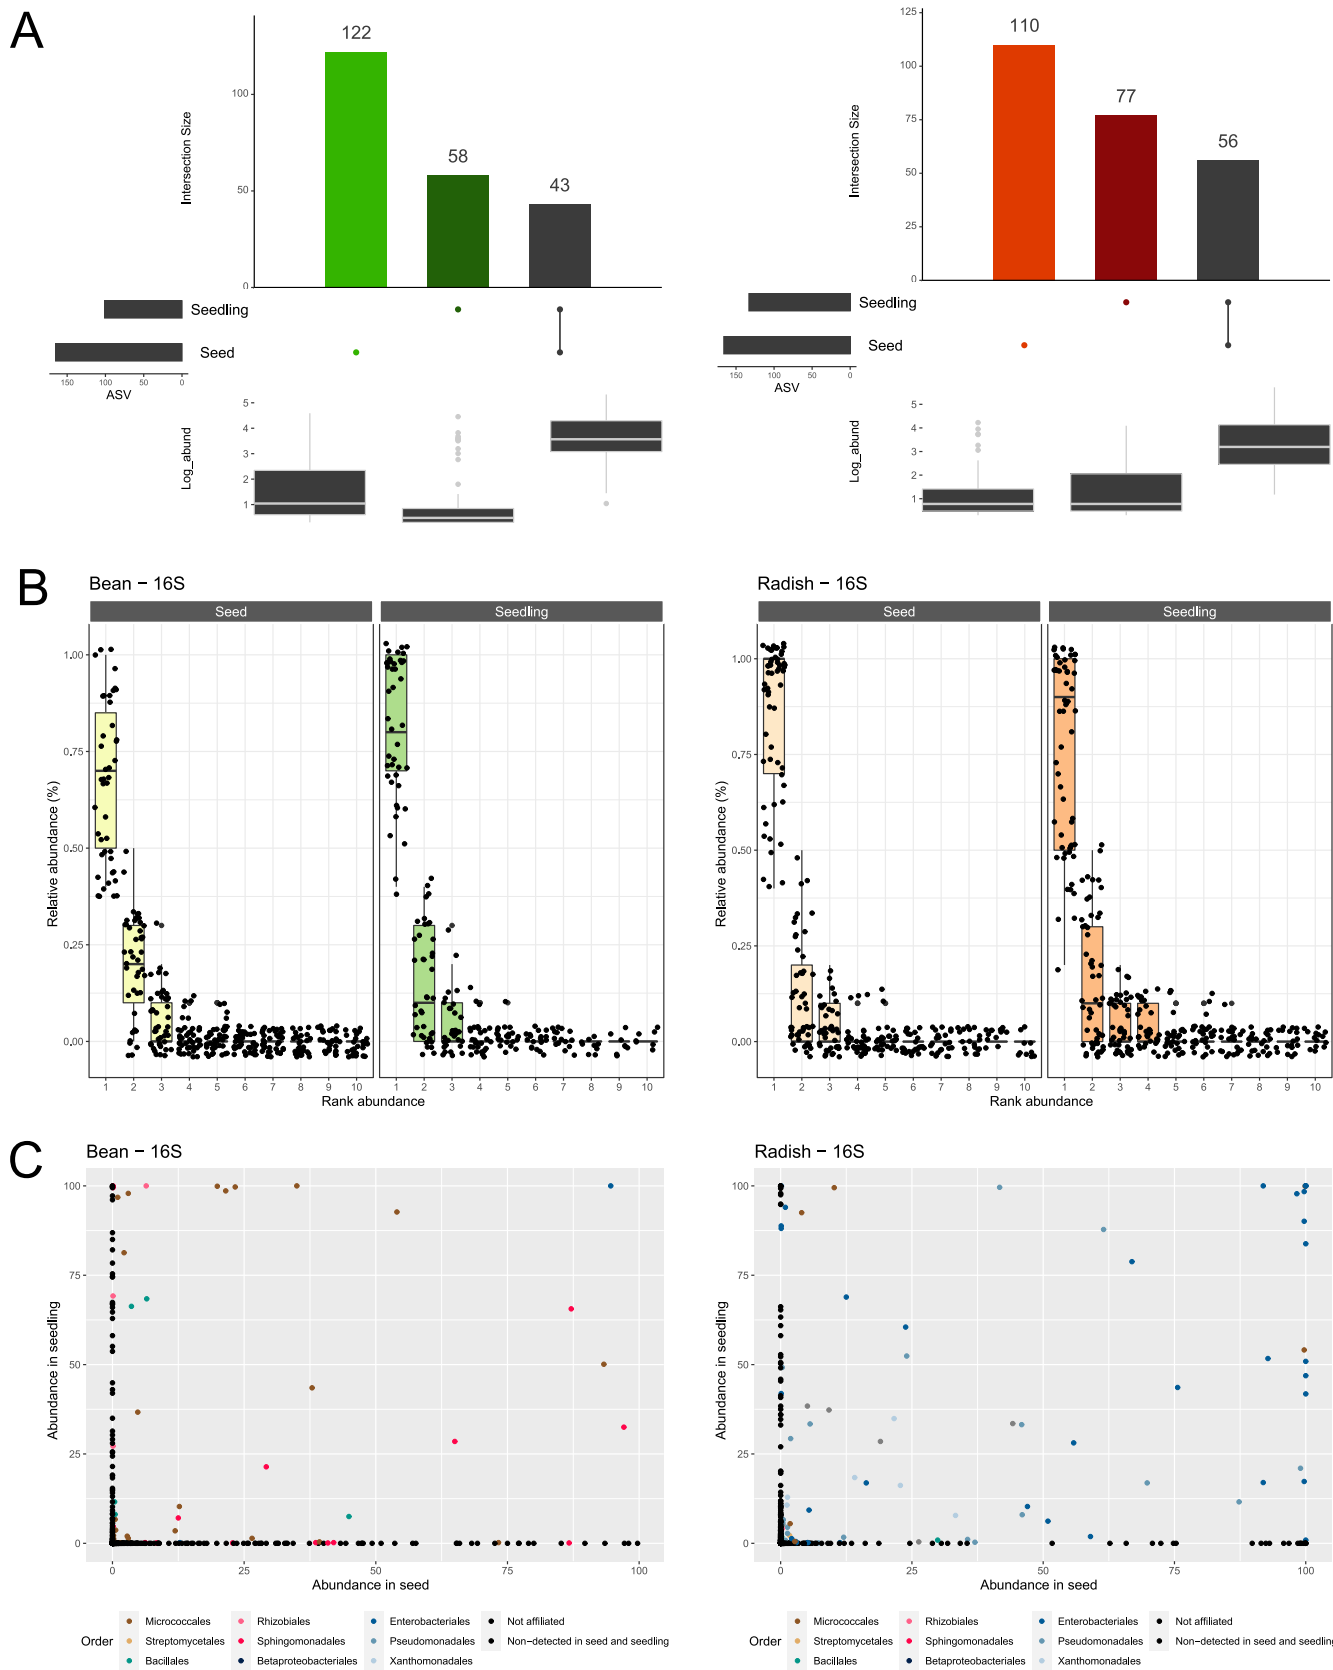 A
122
58
43
100
50
0
Intersection Size
Seedling
Seed
150
100
50
0
ASV
5
4
3
2
1
Log_abund
125
110
77
56
100
75
50
25
0
Intersection Size
Seedling
Seed
150
100
50
0
ASV
5
4
3
2
1
Log_abund
B
Bean – 16S
Seed
Seedling
1.00
0.75
0.50
0.25
0.00
Relative abundance (%)
1 2 3 4 5 6 7 8 9 10
1 2 3 4 5 6 7 8 9 10
Rank abundance
Radish – 16S
Seed
Seedling
1.00
0.75
0.50
0.25
0.00
Relative abundance (%)
1 2 3 4 5 6 7 8 9 10
1 2 3 4 5 6 7 8 9 10
Rank abundance
C
Bean – 16S
100
75
50
25
0
Abundance in seedling
0 25 50 75 100
Abundance in seed
Order
Micrococcales
Streptomycetales
Bacillales
Rhizobiales
Sphingomonadales
Betaproteobacteriales
Enterobacteriales
Pseudomonadales
Xanthomonadales
Not affiliated
Non−detected in seed and seedling
Radish – 16S
100
75
50
25
0
Abundance in seedling
0 25 50 75 100
Abundance in seed
Order
Micrococcales
Streptomycetales
Bacillales
Rhizobiales
Sphingomonadales
Betaproteobacteriales
Enterobacteriales
Pseudomonadales
Xanthomonadales
Not affiliated
Non−detected in seed and seedling